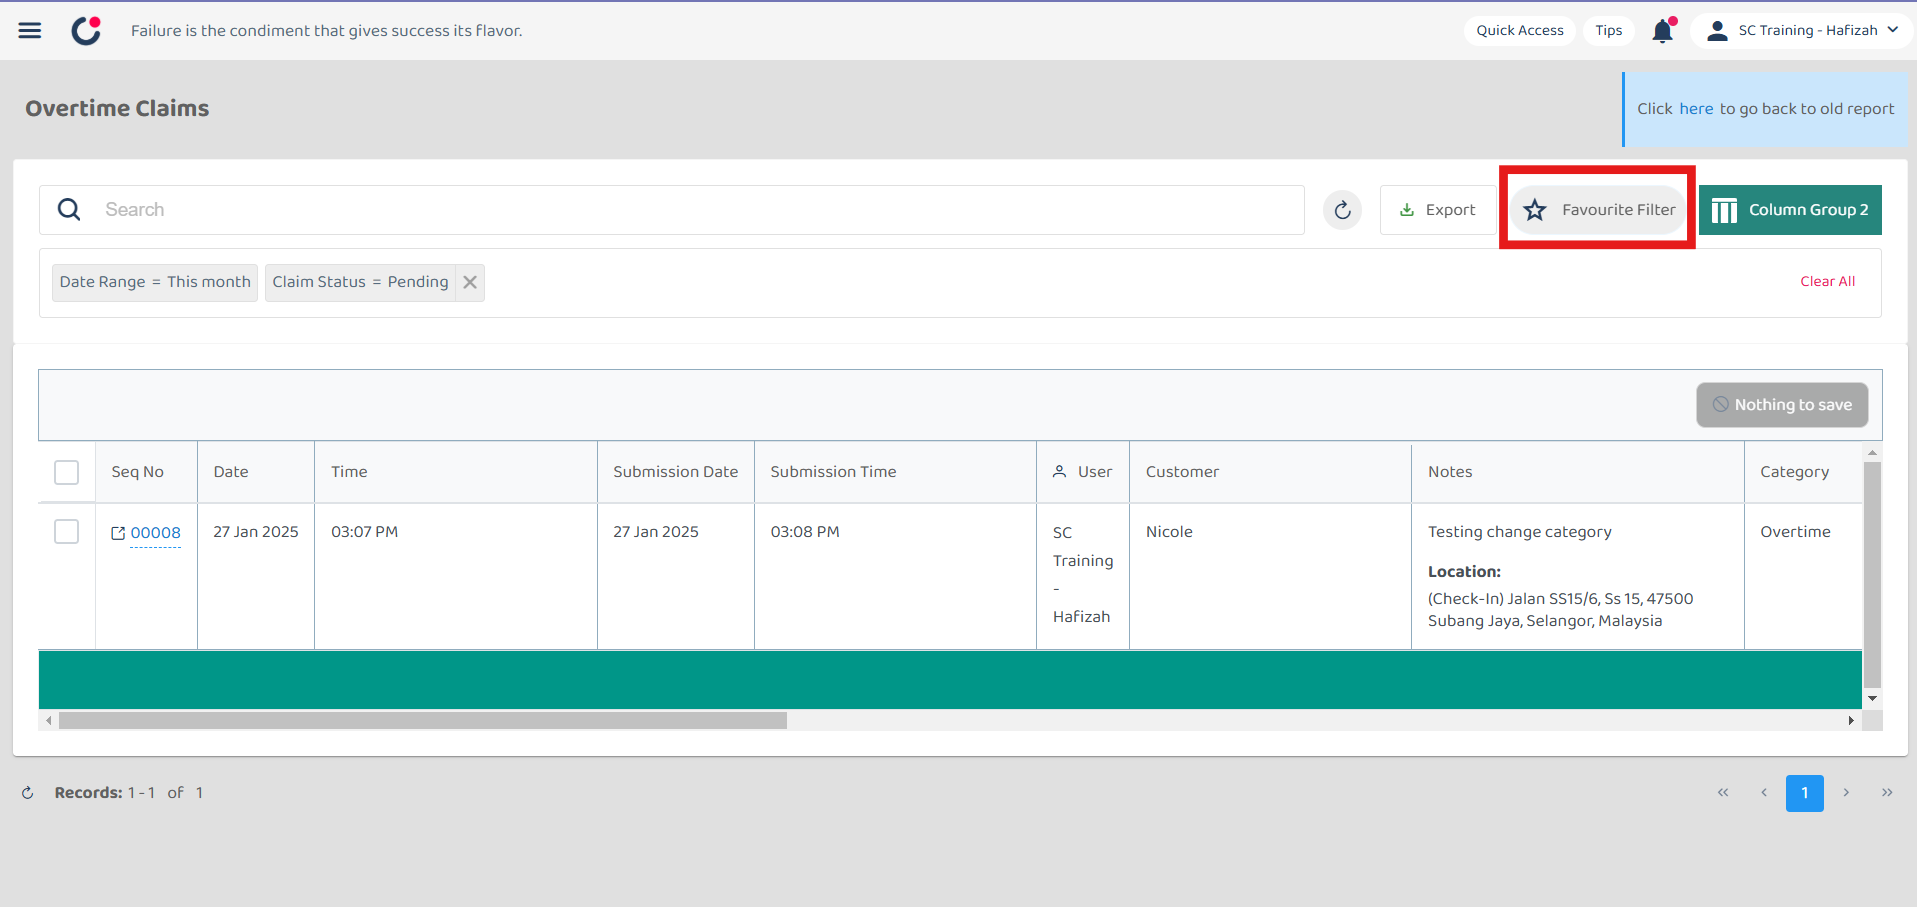 Failure is the condiment that gives success its flavor.
Quick Access
Tips
SC Training - Hafizah
Overtime Claims
Click here to go back to old report
Search
Export
Favourite Filter
Column Group 2
Date Range = This month
Claim Status = Pending
Clear All
Nothing to save
Seq No
Date
Time
Submission Date
Submission Time
User
Customer
Notes
Category
00008
27 Jan 2025
03:07 PM
27 Jan 2025
03:08 PM
SC
Training
-
Hafizah
Nicole
Testing change category
Location:
(Check-In) Jalan SS15/6, Ss 15, 47500
Subang Jaya, Selangor, Malaysia
Overtime
Records: 1 - 1 of 1
« ‹ 1 › »